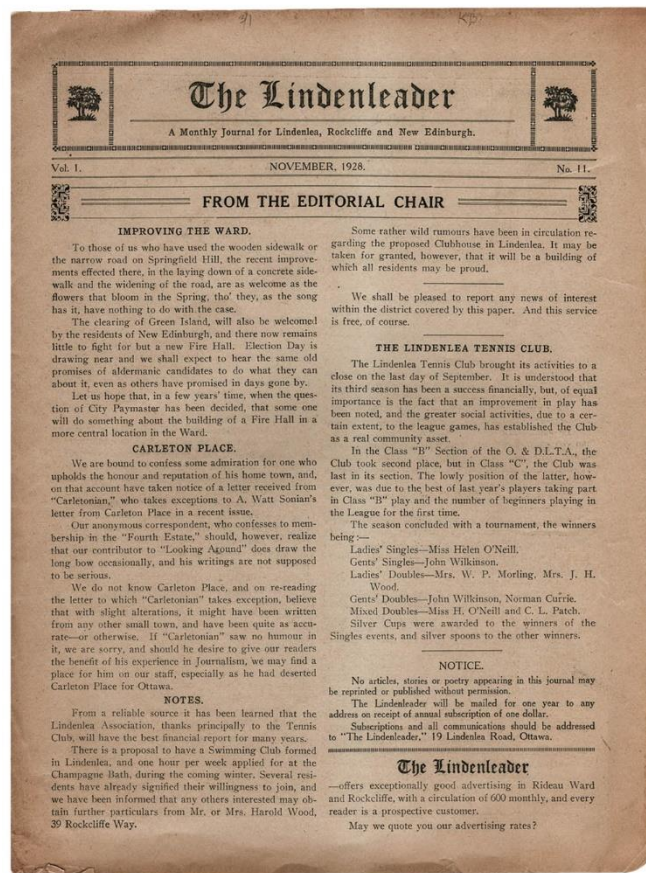 The Lindenleader
A Monthly Journal for Lindenlea, Rockcliffe and New Edinburgh.
Vol. 1. NOVEMBER, 1928. No. 11.
FROM THE EDITORIAL CHAIR
IMPROVING THE WARD.
To those of us who have used the wooden sidewalk or
the narrow road on Springfield Hill, the recent improve-
ments effected there, in the laying down of a concrete side-
walk and the widening of the road, are as welcome as the
flowers that bloom in the Spring, tho' they, as the song
has it, have nothing to do with the case.
The clearing of Green Island, will also be welcomed
by the residents of New Edinburgh, and there now remains
little to fight for but a new Fire Hall. Election Day is
drawing near and we shall expect to hear the same old
promises of aldermanic candidates to do what they can
about it, even as others have promised in days gone by.
Let us hope that, in a few years' time, when the ques-
tion of City Paymaster has been decided, that some one
will do something about the building of a Fire Hall in a
more central location in the Ward.
CARLETON PLACE.
We are bound to confess some admiration for one who
upholds the honour and reputation of his home town, and,
on that account have taken notice of a letter received from
"Carletonian," who takes exceptions to A. Watt Sonian's
letter from Carleton Place in a recent issue.
Our anonymous correspondent, who confesses to mem-
bership in the "Fourth Estate," should, however, realize
that our contributor to "Looking Agound" does draw the
long bow occasionally, and his writings are not supposed
to be serious.
We do not know Carleton Place, and on re-reading
the letter to which "Carletonian" takes exception, believe
that with slight alterations, it might have been written
from any other small town, and have been quite as accu-
rate—or otherwise. If "Carletonian" saw no humour in
it, we are sorry, and should he desire to give our readers
the benefit of his experience in Journalism, we may find a
place for him on our staff, especially as he had deserted
Carleton Place for Ottawa.
NOTES.
From a reliable source it has been learned that the
Lindenlea Association, thanks principally to the Tennis
Club, will have the best financial report for many years.
There is a proposal to have a Swimming Club formed
in Lindenlea, and one hour per week applied for at the
Champagne Bath, during the coming winter. Several resi-
dents have already signified their willingness to join, and
we have been informed that any others interested may ob-
tain further particulars from Mr. or Mrs. Harold Wood,
39 Rockcliffe Way.
Some rather wild rumours have been in circulation re-
garding the proposed Clubhouse in Lindenlea. It may be
taken for granted, however, that it will be a building of
which all residents may be proud.
We shall be pleased to report any news of interest
within the district covered by this paper. And this service
is free, of course.
THE LINDENLEA TENNIS CLUB.
The Lindenlea Tennis Club brought its activities to a
close on the last day of September. It is understood that
its third season has been a success financially, but, of equal
importance is the fact that an improvement in play has
been noted, and the greater social activities, due to a cer-
tain extent, to the league games, has established the Club
as a real community asset.
In the Class "B" Section of the O. & D.L.T.A., the
Club took second place, but in Class "C", the Club was
last in its section. The lowly position of the latter, how-
ever, was due to the best of last year's players taking part
in Class "B" play and the number of beginners playing in
the League for the first time.
The season concluded with a tournament, the winners
being:—
Ladies' Singles—Miss Helen O'Neill.
Gents' Singles—John Wilkinson.
Ladies' Doubles—Mrs. W. P. Morling, Mrs. J. H.
Wood.
Gents' Doubles—John Wilkinson, Norman Currie.
Mixed Doubles—Miss H. O'Neill and C. L. Patch.
Silver Cups were awarded to the winners of the
Singles events, and silver spoons to the other winners.
NOTICE.
No articles, stories or poetry appearing in this journal may
be reprinted or published without permission.
The Lindenleader will be mailed for one year to any
address on receipt of annual subscription of one dollar.
Subscriptions and all communications should be addressed
to "The Lindenleader," 19 Lindenlea Road, Ottawa.
The Lindenleader
—offers exceptionally good advertising in Rideau Ward
and Rockcliffe, with a circulation of 600 monthly, and every
reader is a prospective customer.
May we quote you our advertising rates?